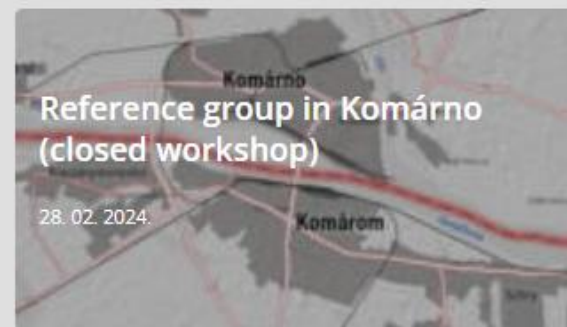 Komárno
Reference group in Komárno
(closed workshop)
28. 02. 2024.
Komárom